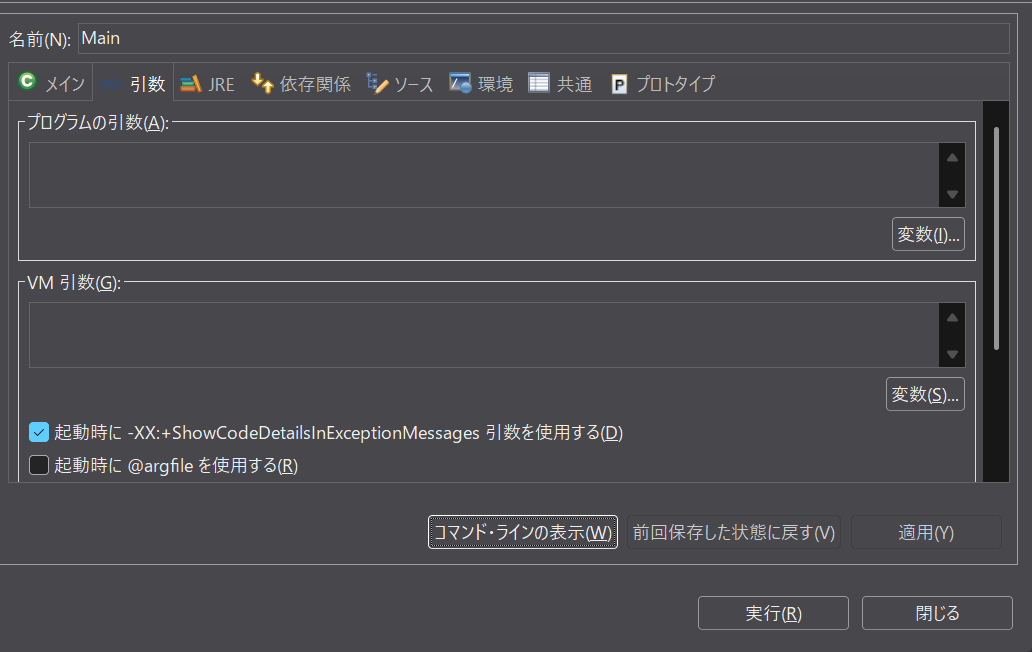 名前(N): Main
メイン 引数 JRE 依存関係 ソース 環境 共通 プロトタイプ
プログラムの引数(A):
変数(I)...
VM 引数(G):
変数(S)...
起動時に -XX:+ShowCodeDetailsInExceptionMessages 引数を使用する(D)
起動時に @argfile を使用する(R)
コマンド・ラインの表示(W) 前回保存した状態に戻す(V) 適用(Y)
実行(R) 閉じる